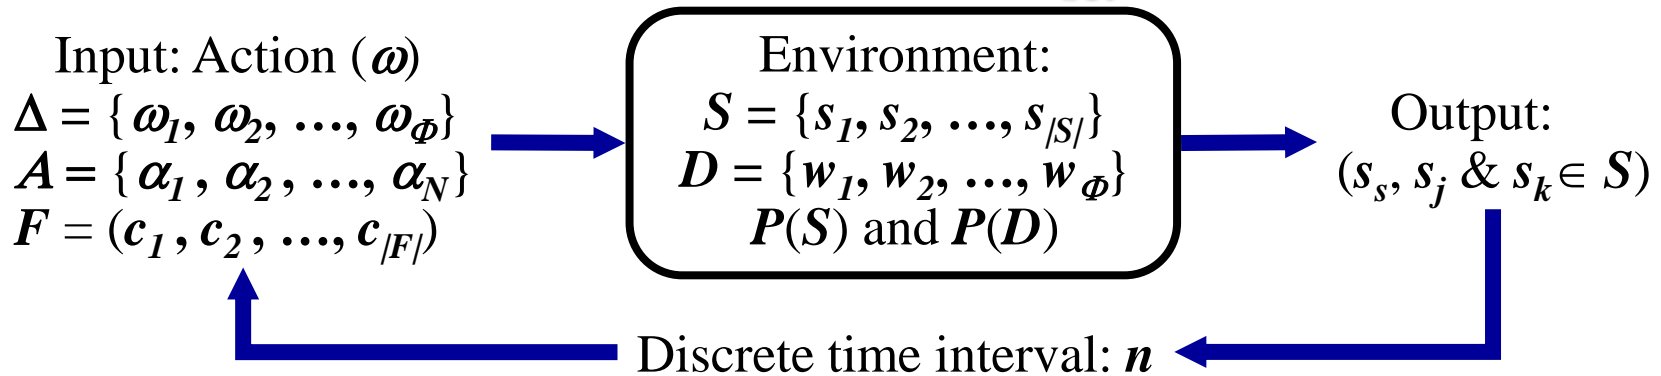 Input: Action (ω)
Δ = {ω1, ω2, …, ωΦ}
A = {α1, α2, …, αN}
F = (c1, c2, …, c|F|)
Environment:
S = {s1, s2, …, s|S|}
D = {w1, w2, …, wΦ}
P(S) and P(D)
Output:
(ss, sj & sk∈ S)
Discrete time interval: n